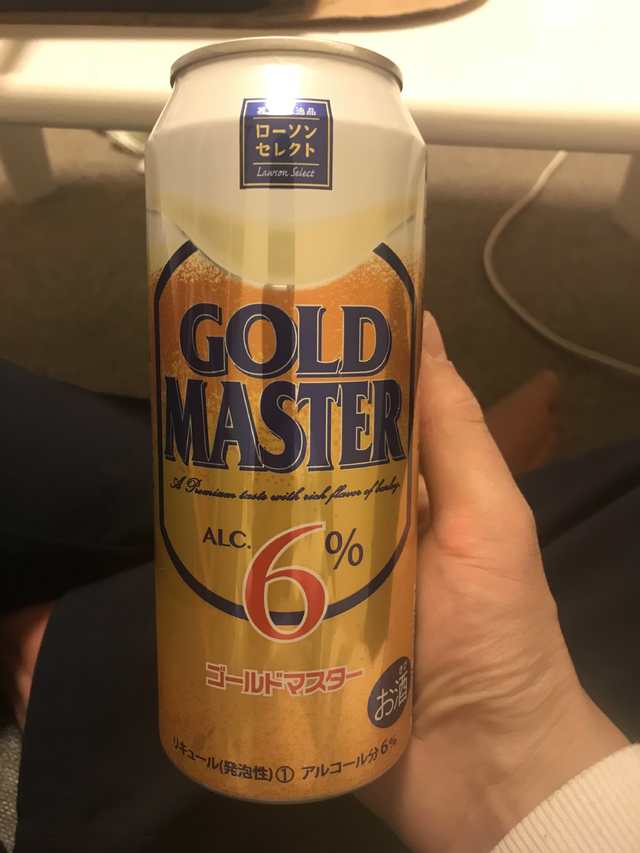 ローソン
セレクト
Lawson Select
GOLD
MASTER
A Premium taste with rich flavor of barley
ALC. 6%
ゴールドマスター
お酒
リキュール(発泡性)① アルコール分6%